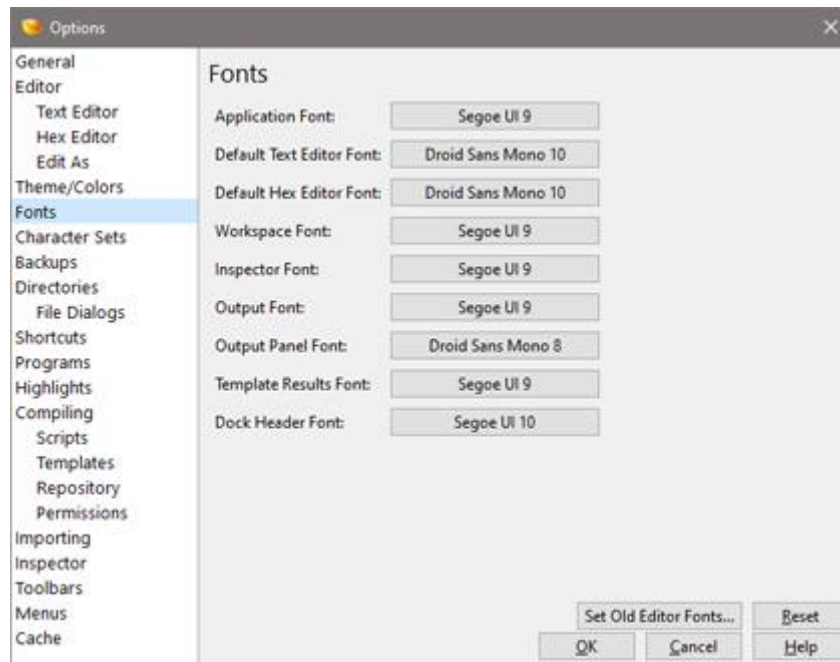 Options
General
Editor
Text Editor
Hex Editor
Edit As
Theme/Colors
Fonts
Character Sets
Backups
Directories
File Dialogs
Shortcuts
Programs
Highlights
Compiling
Scripts
Templates
Repository
Permissions
Importing
Inspector
Toolbars
Menus
Cache
Fonts
Application Font: Segoe UI 9
Default Text Editor Font: Droid Sans Mono 10
Default Hex Editor Font: Droid Sans Mono 10
Workspace Font: Segoe UI 9
Inspector Font: Segoe UI 9
Output Font: Segoe UI 9
Output Panel Font: Droid Sans Mono 8
Template Results Font: Segoe UI 9
Dock Header Font: Segoe UI 10
Set Old Editor Fonts... Reset
OK Cancel Help